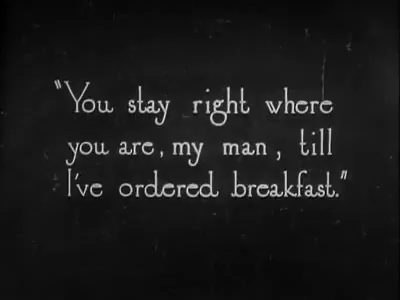 "You stay right where
you are, my man, till
I've ordered breakfast."